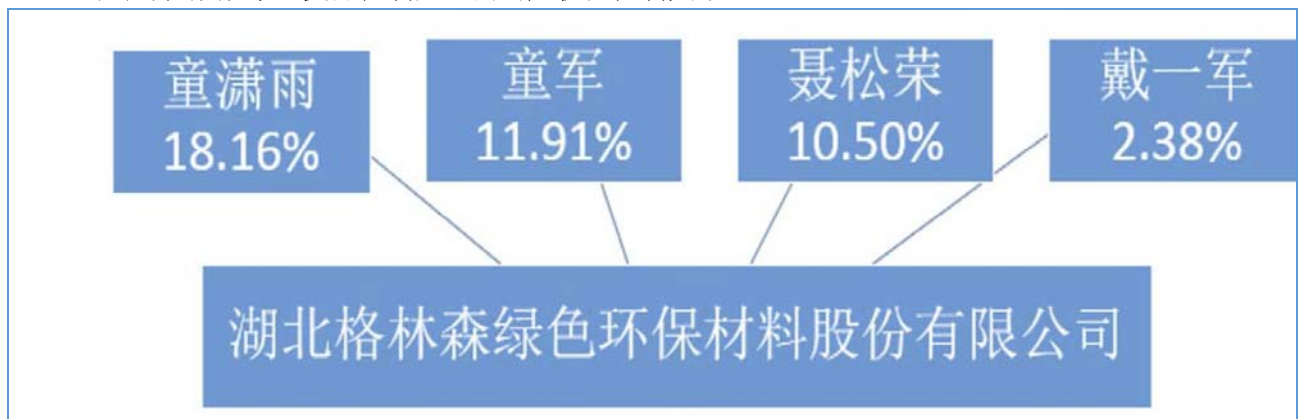 童潇雨
18.16%
童军
11.91%
聂松荣
10.50%
戴一军
2.38%
湖北格林森绿色环保材料股份有限公司